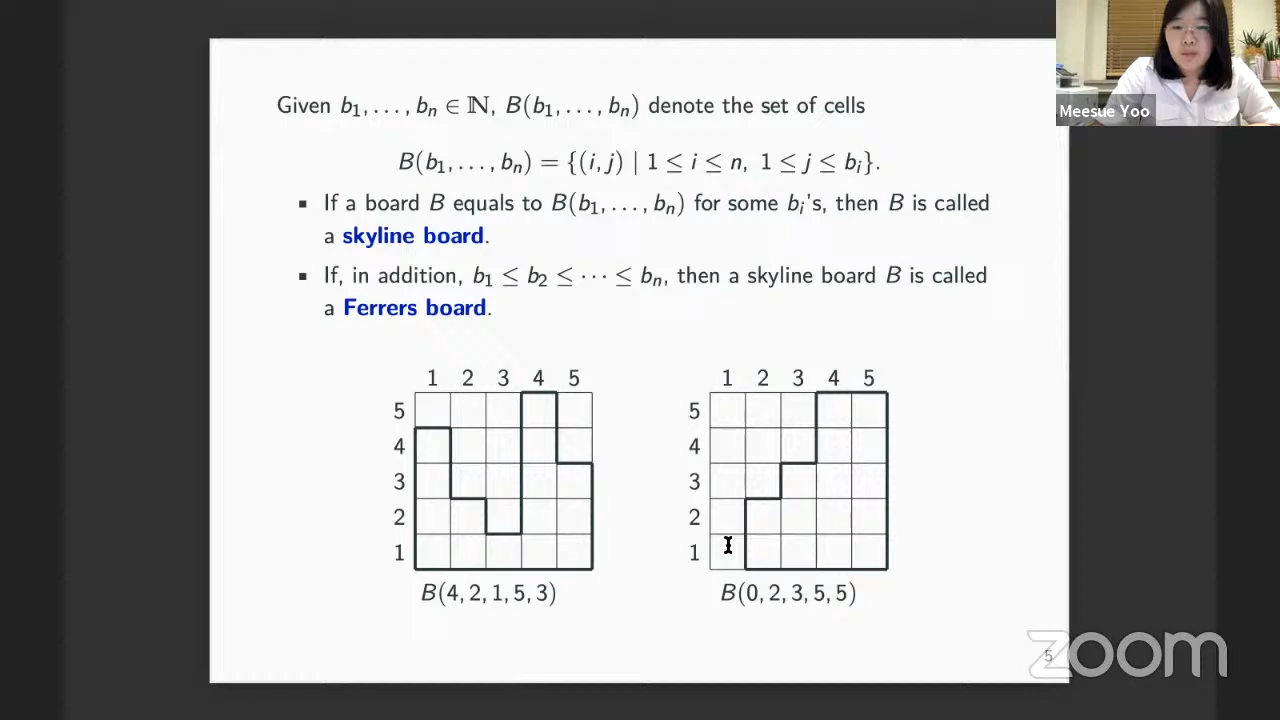 Given b₁, . . . , bₙ ∈ ℕ, B(b₁, . . . , bₙ) denote the set of cells
B(b₁, . . . , bₙ) = {(i, j) | 1 ≤ i ≤ n, 1 ≤ j ≤ bᵢ}.
▪ If a board B equals to B(b₁, . . . , bₙ) for some bᵢ's, then B is called
a skyline board.
▪ If, in addition, b₁ ≤ b₂ ≤ ··· ≤ bₙ, then a skyline board B is called
a Ferrers board.
1 2 3 4 5
5
4
3
2
1
B(4, 2, 1, 5, 3)
1 2 3 4 5
5
4
3
2
1
B(0, 2, 3, 5, 5)
5
Meesue Yoo
zoom